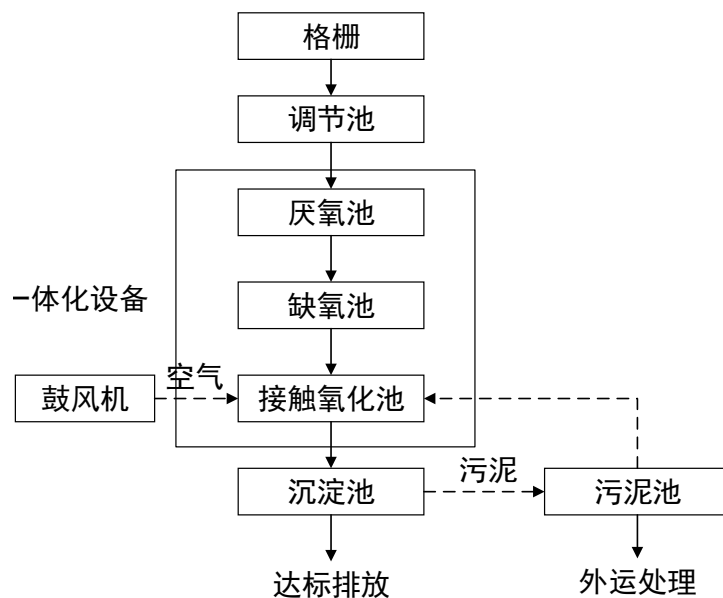 格栅
调节池
厌氧池
一体化设备
缺氧池
空气
鼓风机
接触氧化池
沉淀池
污泥
污泥池
达标排放
外运处理